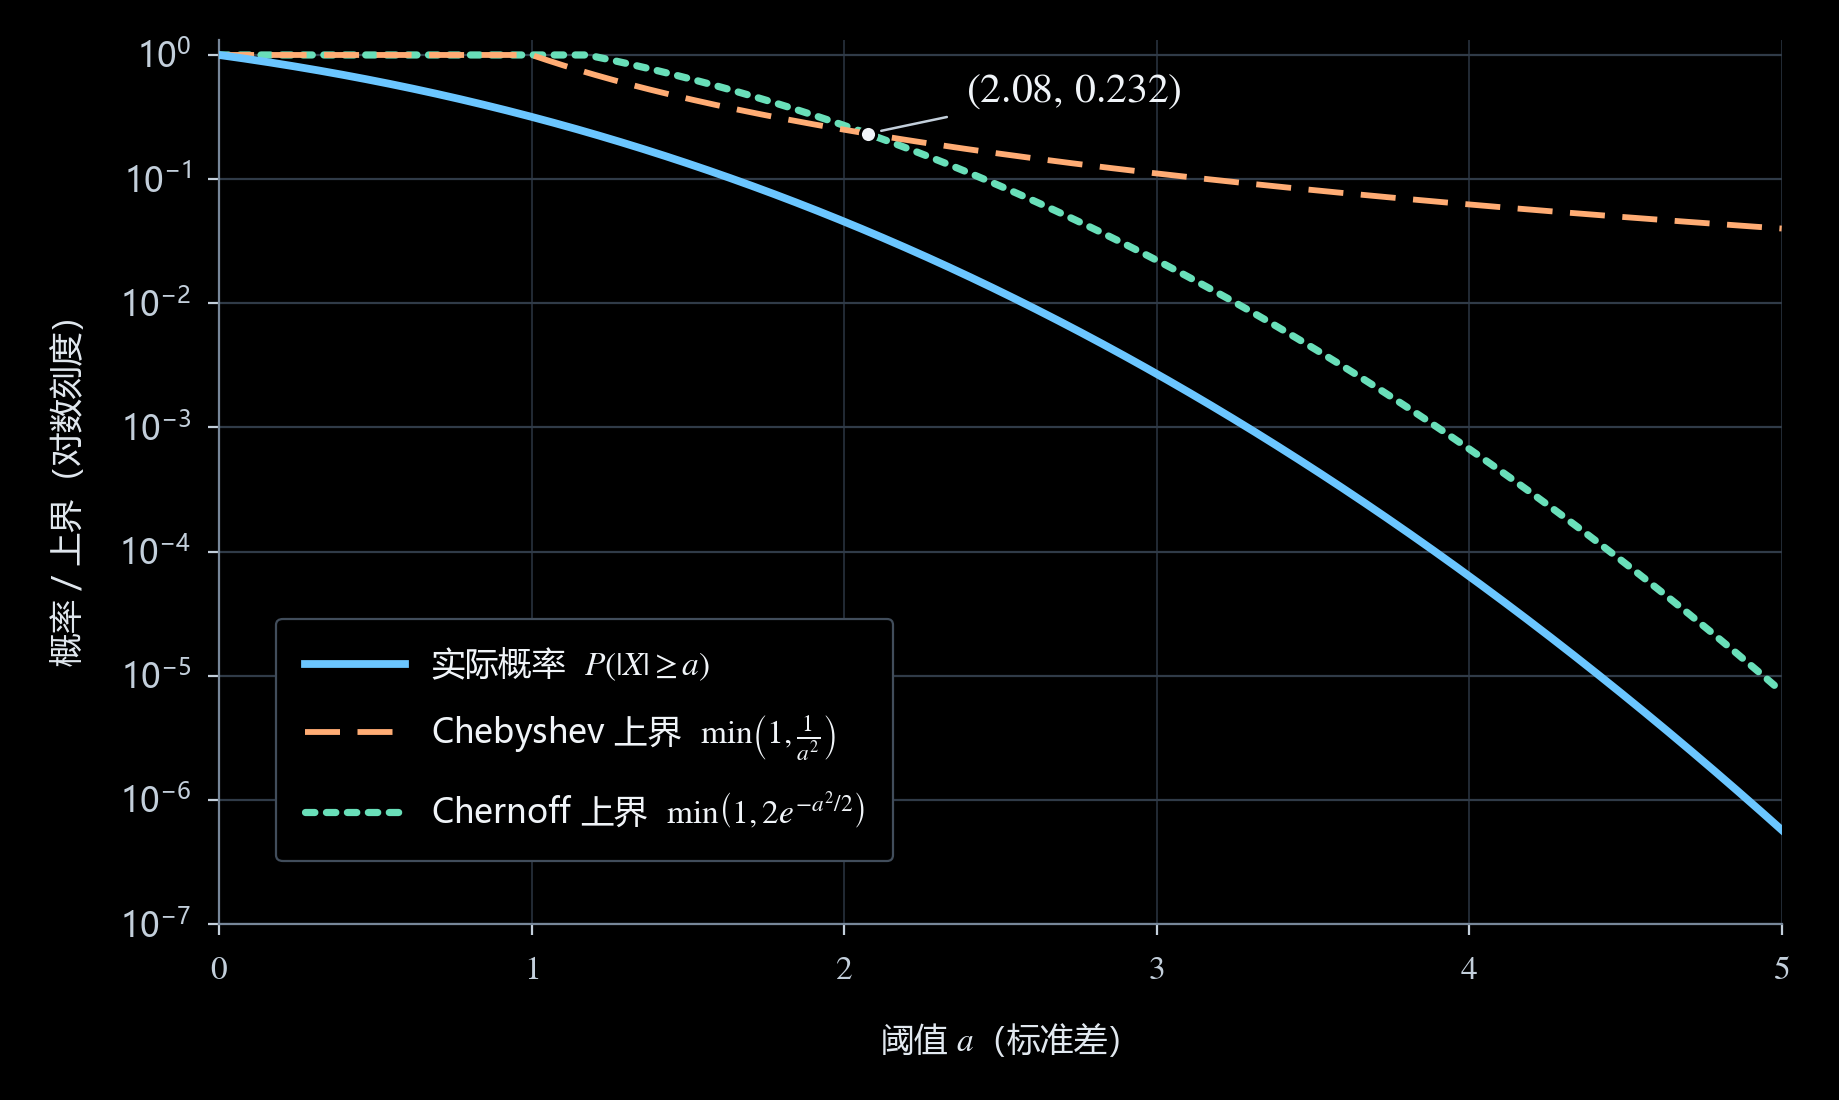 (2.08, 0.232)
10⁰
10⁻¹
10⁻²
10⁻³
10⁻⁴
10⁻⁵
10⁻⁶
10⁻⁷
概率 / 上界（对数刻度）
实际概率 P(|X| ≥ a)
Chebyshev 上界 min(1, 1/a²)
Chernoff 上界 min(1, 2e^{−a²/2})
0 1 2 3 4 5
阈值 a（标准差）